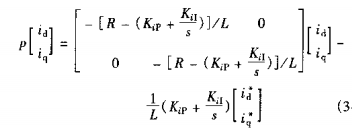 p[i_d i_q] = [-[R-(K_iP+K_iI/s)]/L 0 0 -[R-(K_iP+K_iI/s)]/L][i_d i_q]-
1/L(K_iP+K_iI/s)[i_d^* i_q^*] (3-